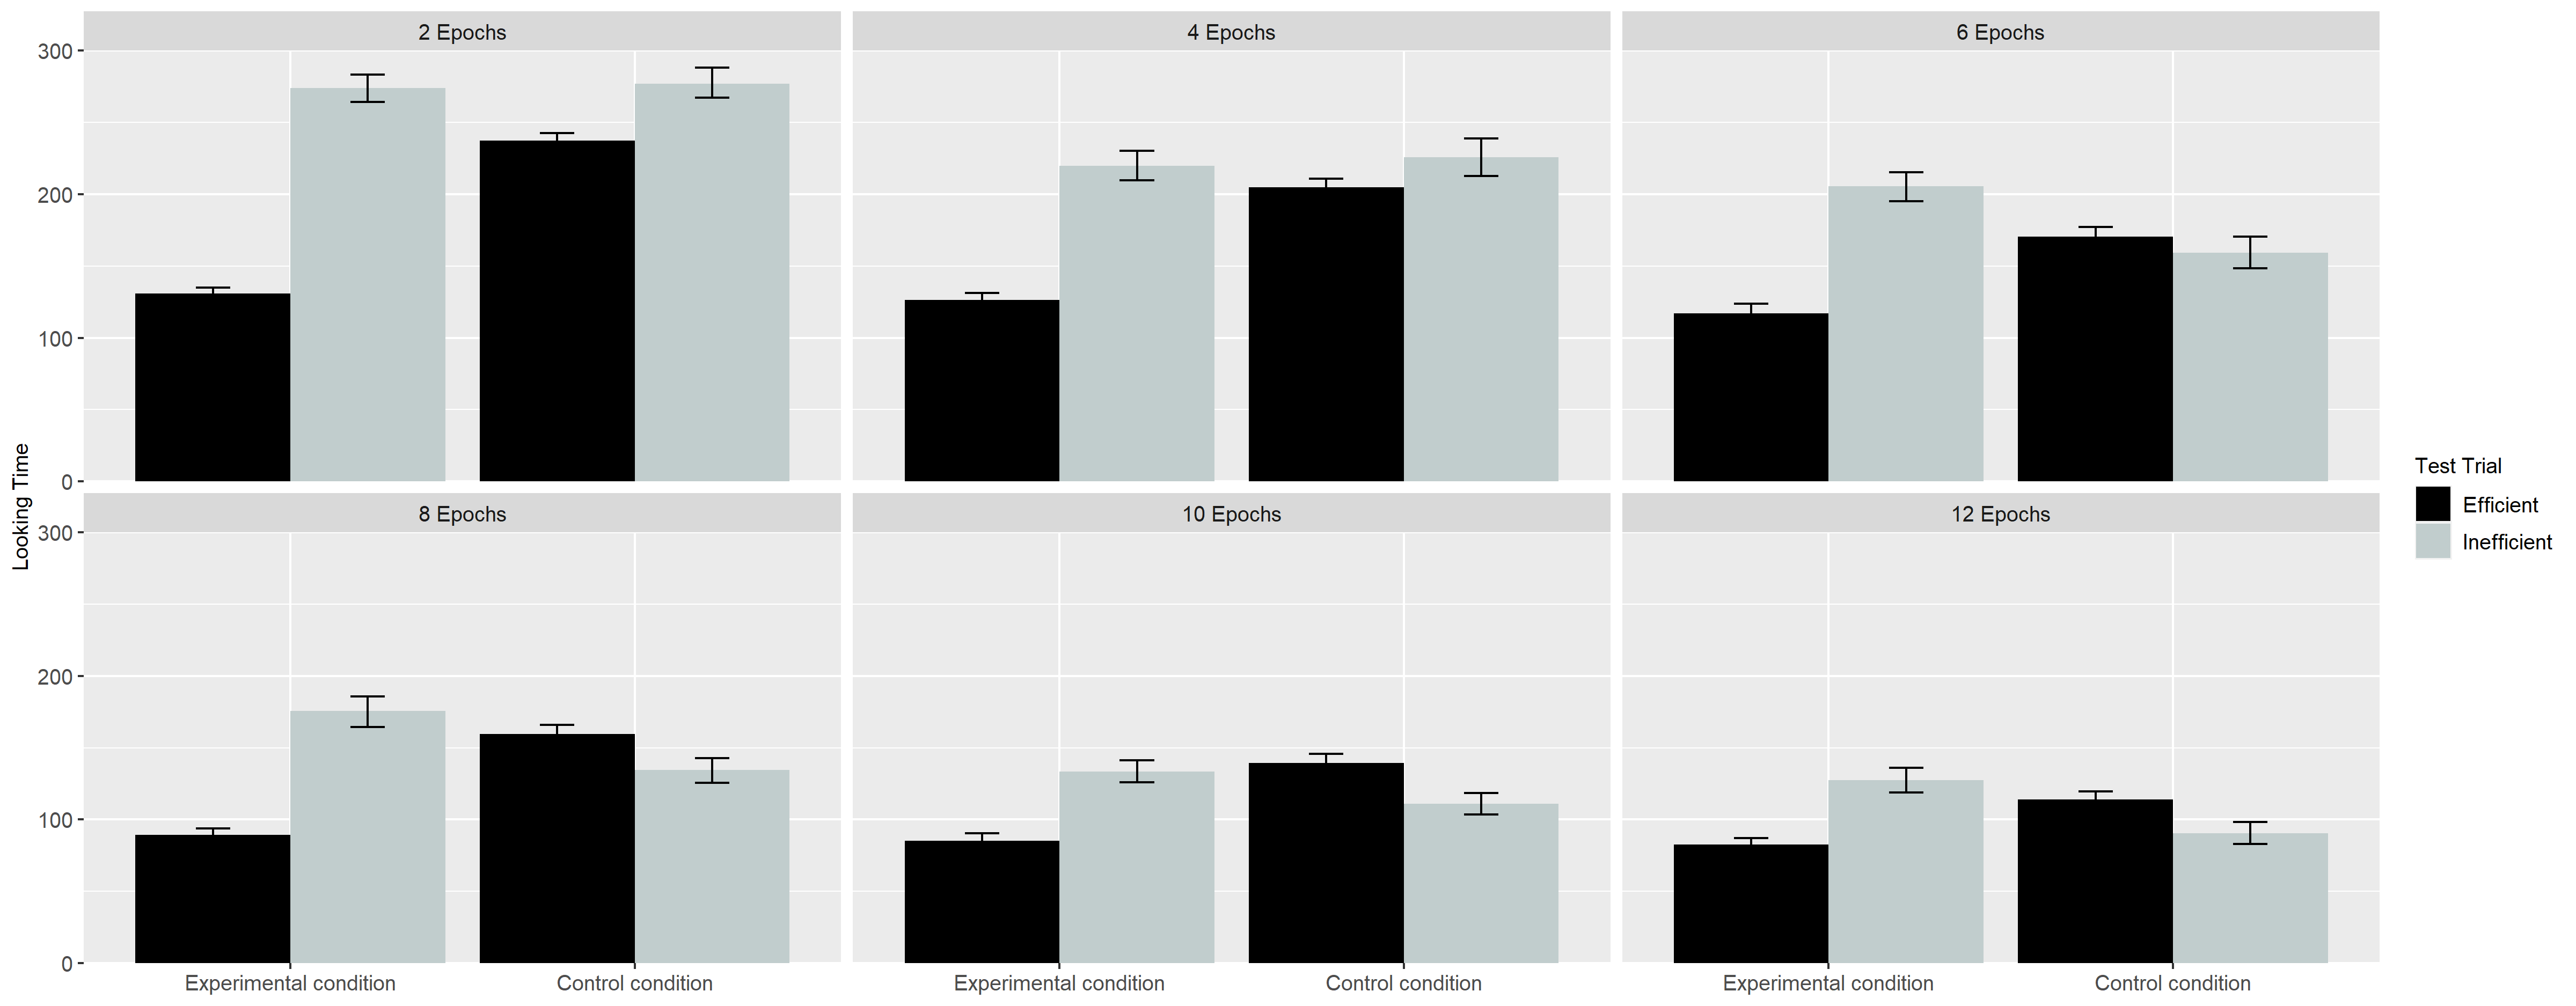 2 Epochs
4 Epochs
6 Epochs
300
200
100
0
8 Epochs
10 Epochs
12 Epochs
300
200
100
0
Looking Time
Experimental condition
Control condition
Experimental condition
Control condition
Experimental condition
Control condition
Test Trial
Efficient
Inefficient